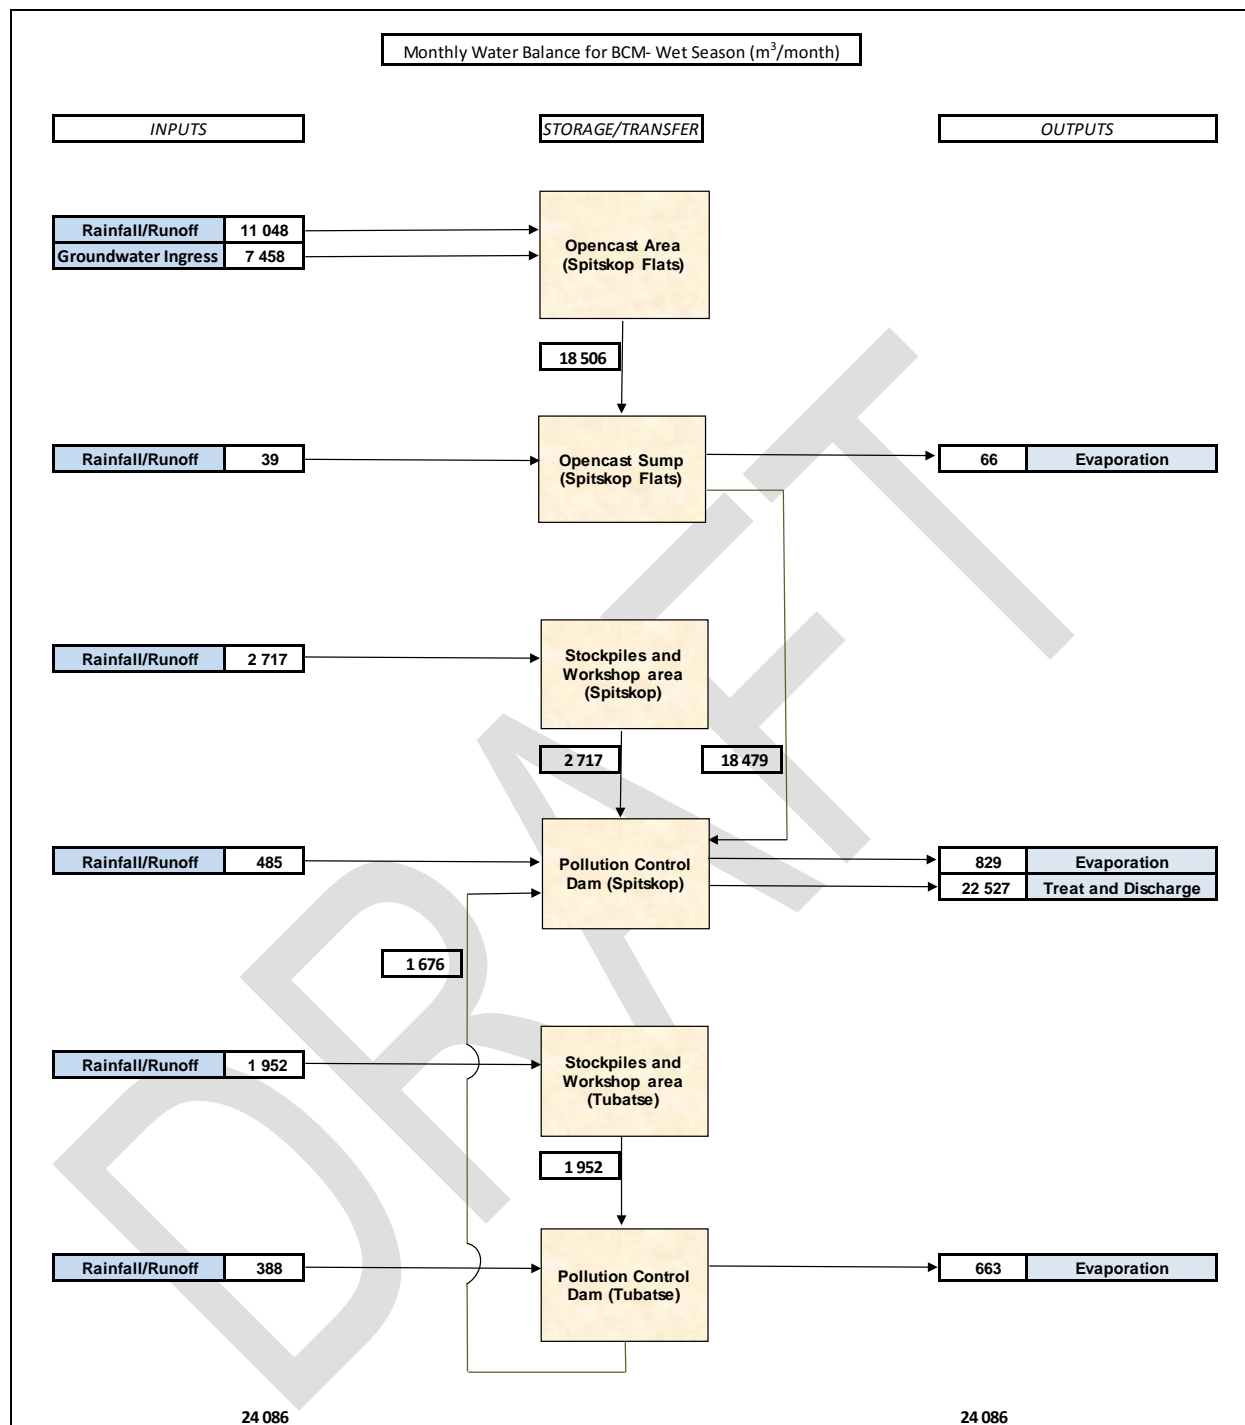 Monthly Water Balance for BCM- Wet Season (m³/month)
INPUTS
STORAGE/TRANSFER
OUTPUTS
Rainfall/Runoff 11 048
Groundwater Ingress 7 458
Opencast Area
(Spitskop Flats)
18 506
Rainfall/Runoff 39
Opencast Sump
(Spitskop Flats)
66 Evaporation
Rainfall/Runoff 2 717
Stockpiles and
Workshop area
(Spitskop)
2 717
18 479
Rainfall/Runoff 485
Pollution Control
Dam (Spitskop)
829 Evaporation
22 527 Treat and Discharge
1 676
Rainfall/Runoff 1 952
Stockpiles and
Workshop area
(Tubatse)
1 952
Rainfall/Runoff 388
Pollution Control
Dam (Tubatse)
663 Evaporation
24 086
24 086
DRAFT